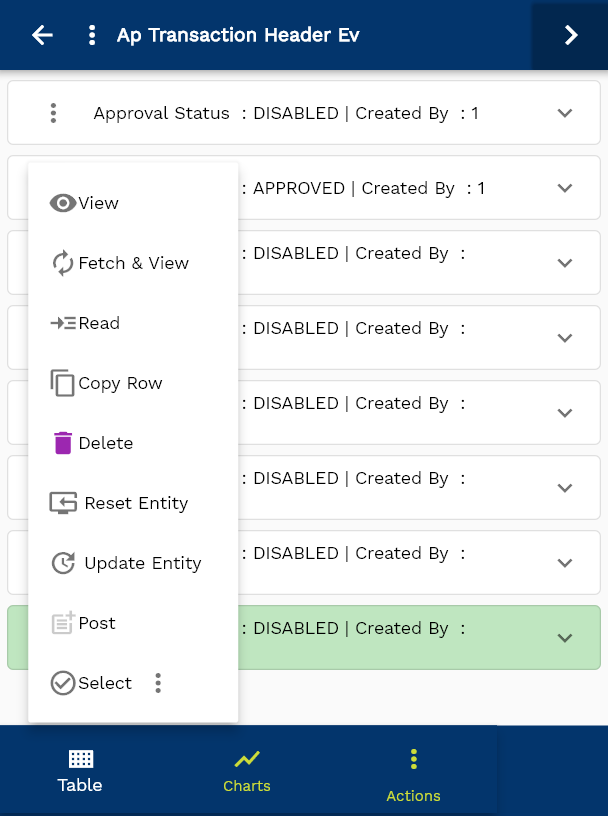 Ap Transaction Header Ev
Approval Status : DISABLED | Created By : 1
: APPROVED | Created By : 1
View
: DISABLED | Created By :
Fetch & View
: DISABLED | Created By :
Read
Copy Row
: DISABLED | Created By :
Delete
: DISABLED | Created By :
Reset Entity
: DISABLED | Created By :
Update Entity
Post
: DISABLED | Created By :
Select
Table
Charts
Actions